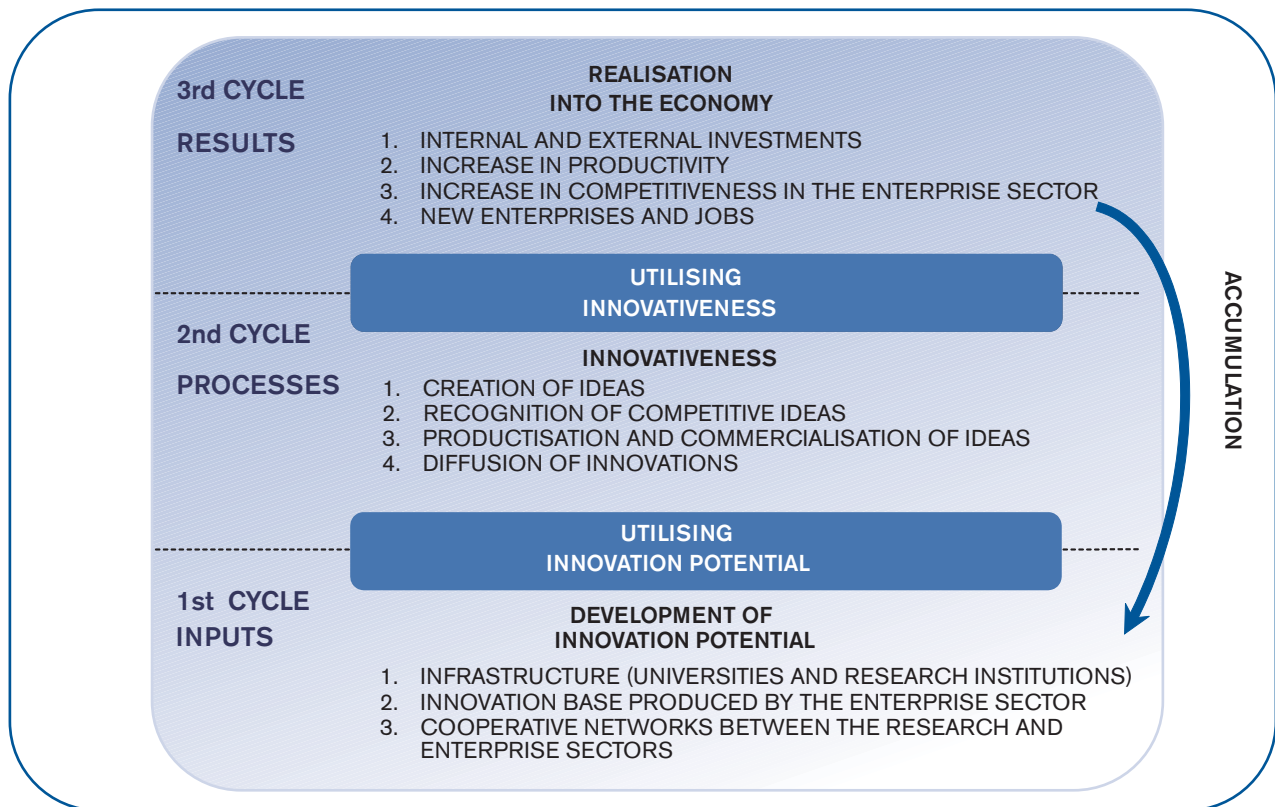 3rd CYCLE
RESULTS
REALISATION
INTO THE ECONOMY
1. INTERNAL AND EXTERNAL INVESTMENTS
2. INCREASE IN PRODUCTIVITY
3. INCREASE IN COMPETITIVENESS IN THE ENTERPRISE SECTOR
4. NEW ENTERPRISES AND JOBS
UTILISING
INNOVATIVENESS
2nd CYCLE
PROCESSES
INNOVATIVENESS
1. CREATION OF IDEAS
2. RECOGNITION OF COMPETITIVE IDEAS
3. PRODUCTISATION AND COMMERCIALISATION OF IDEAS
4. DIFFUSION OF INNOVATIONS
UTILISING
INNOVATION POTENTIAL
1st CYCLE
INPUTS
DEVELOPMENT OF
INNOVATION POTENTIAL
1. INFRASTRUCTURE (UNIVERSITIES AND RESEARCH INSTITUTIONS)
2. INNOVATION BASE PRODUCED BY THE ENTERPRISE SECTOR
3. COOPERATIVE NETWORKS BETWEEN THE RESEARCH AND
ENTERPRISE SECTORS
ACCUMULATION